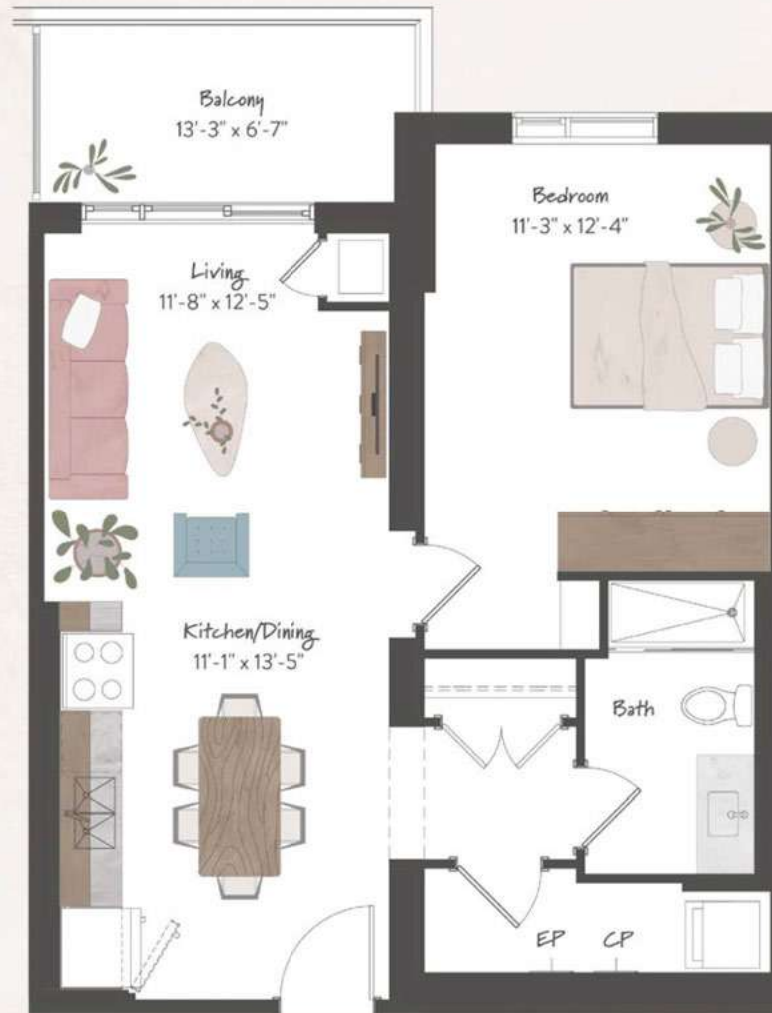 Balcony
13'-3" x 6'-7"
Bedroom
11'-3" x 12'-4"
Living
11'-8" x 12'-5"
Kitchen/Dining
11'-1" x 13'-5"
Bath
EP CP